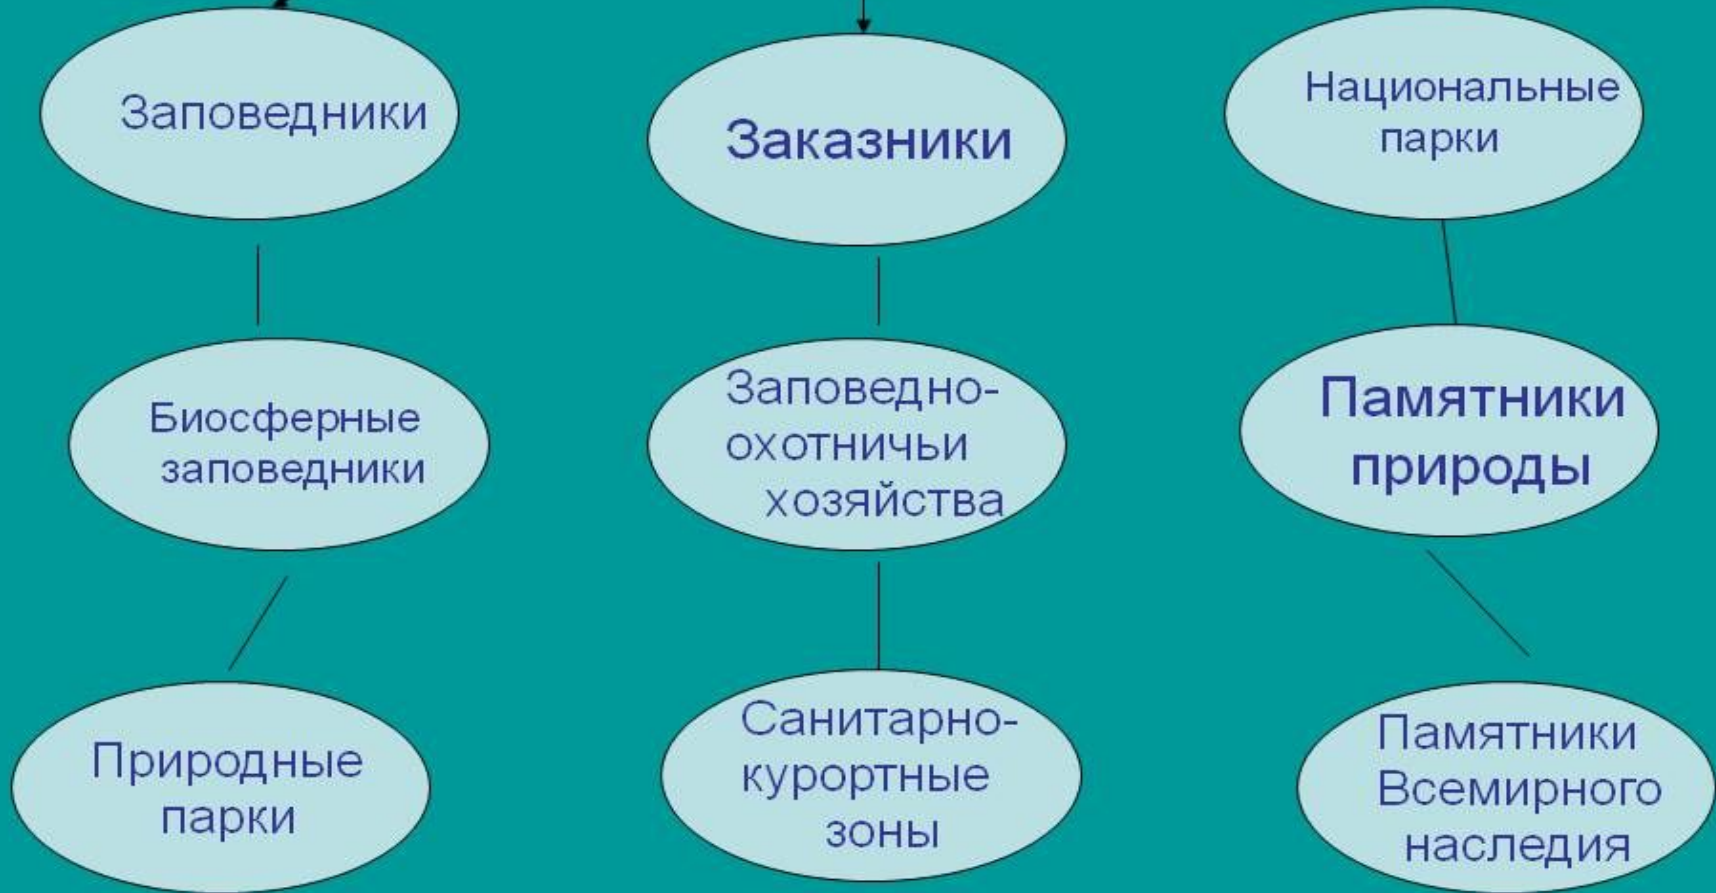 Заповедники
Заказники
Национальные
парки
Биосферные
заповедники
Заповедно-
охотничьи
хозяйства
Памятники
природы
Природные
парки
Санитарно-
курортные
зоны
Памятники
Всемирного
наследия